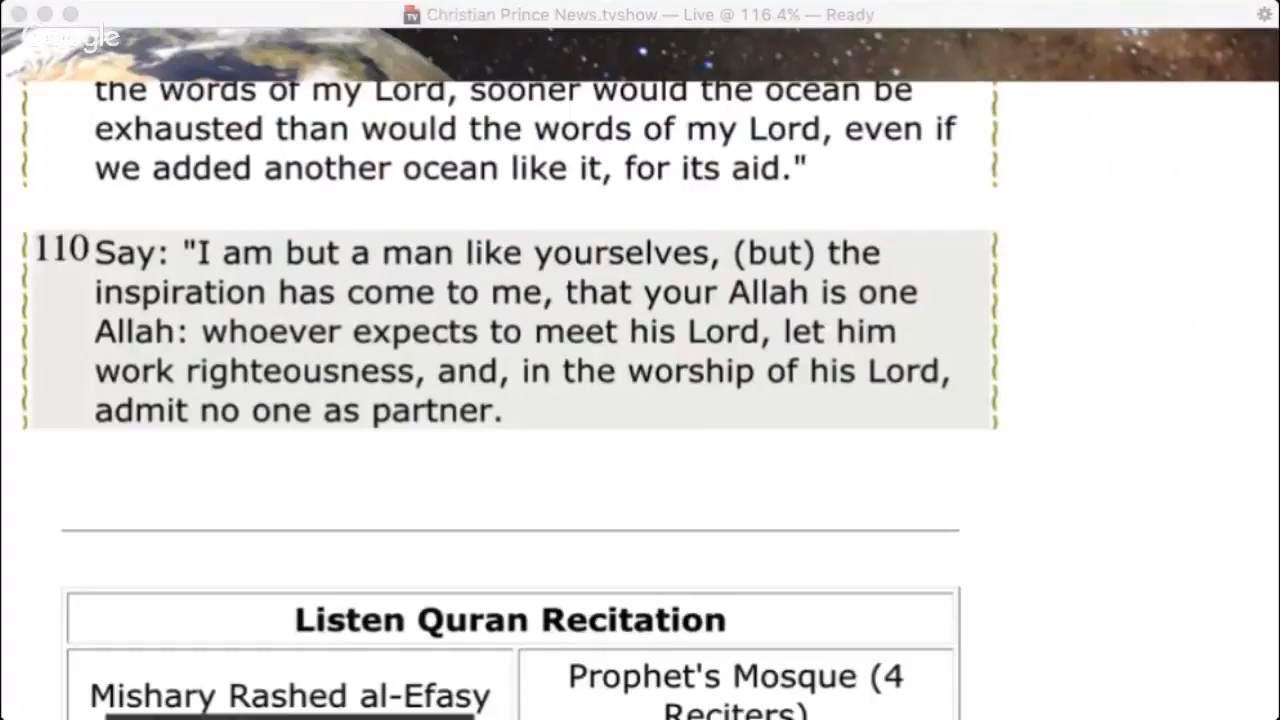 Christian Prince News.tvshow — Live @ 116.4% — Ready
Google
the words of my Lord, sooner would the ocean be
exhausted than would the words of my Lord, even if
we added another ocean like it, for its aid."
110 Say: "I am but a man like yourselves, (but) the
inspiration has come to me, that your Allah is one
Allah: whoever expects to meet his Lord, let him
work righteousness, and, in the worship of his Lord,
admit no one as partner.
Listen Quran Recitation
Mishary Rashed al-Efasy
Prophet's Mosque (4
Reciters)